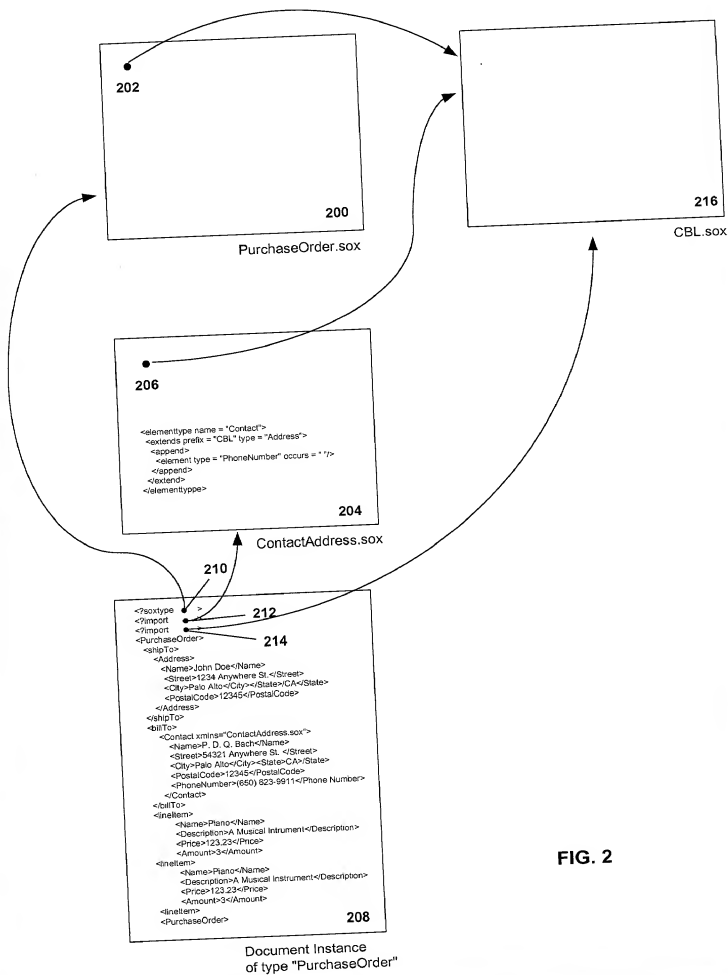 202
200
PurchaseOrder.sox
216
CBL.sox
206
<elementtype name = "Contact">
<extends prefix = "CBL" type = "Address">
<append>
<element type = "PhoneNumber" occurs = " "/>
</append>
</extend>
</elementtyppe>
204
ContactAddress.sox
210
<?soxtype >
<?import > 212
<?import > 214
<PurchaseOrder>
<shipTo>
<Address>
<Name>John Doe</Name>
<Street>1234 Anywhere St.</Street>
<City>Palo Alto</City></State>/CA</State>
<PostalCode>12345</PostalCode>
</Address>
</shipTo>
<billTo>
<Contact xmlns="ContactAddress.sox">
<Name>P. D. Q. Bach</Name>
<Street>54321 Anywhere St. </Street>
<City>Palo Alto</City><State>CA>/State>
<PostalCode>12345</PostalCode>
<PhoneNumber>(650) 823-9911</Phone Number>
</Contact>
</billTo>
<lineItem>
<Name>Piano</Name>
<Description>A Musical Intrument</Description>
<Price>123.23</Price>
<Amount>3</Amount>
<lineItem>
<Name>Piano</Name>
<Description>A Musical Instrument</Description>
<Price>123.23</Price>
<Amount>3</Amount>
<lineItem>
<PurchaseOrder>
208
Document Instance
of type "PurchaseOrder"
FIG. 2